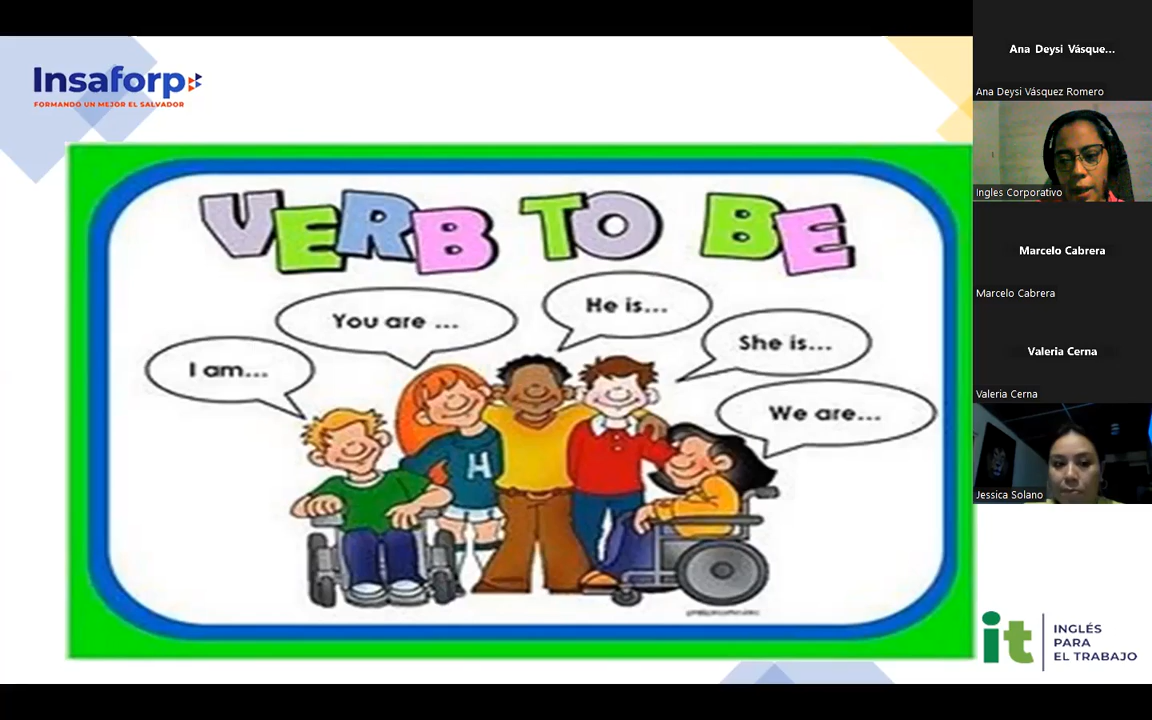 Insaforp
FORMANDO UN MEJOR EL SALVADOR
VERB TO BE
I am...
You are ...
He is...
She is...
We are...
H
Ana Deysi Vásque...
Ana Deysi Vásquez Romero
Ingles Corporativo
Marcelo Cabrera
Marcelo Cabrera
Valeria Cerna
Valeria Cerna
Jessica Solano
it
INGLÉS
PARA
EL TRABAJO